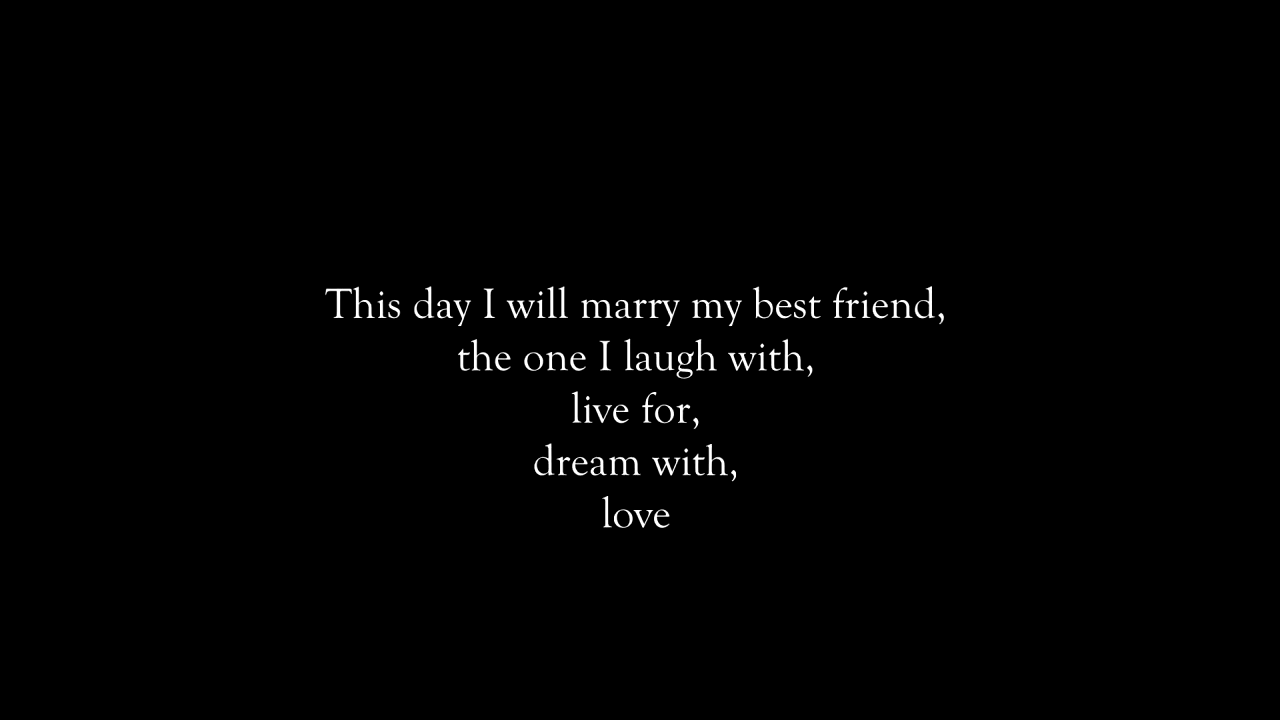 This day I will marry my best friend,
the one I laugh with,
live for,
dream with,
love